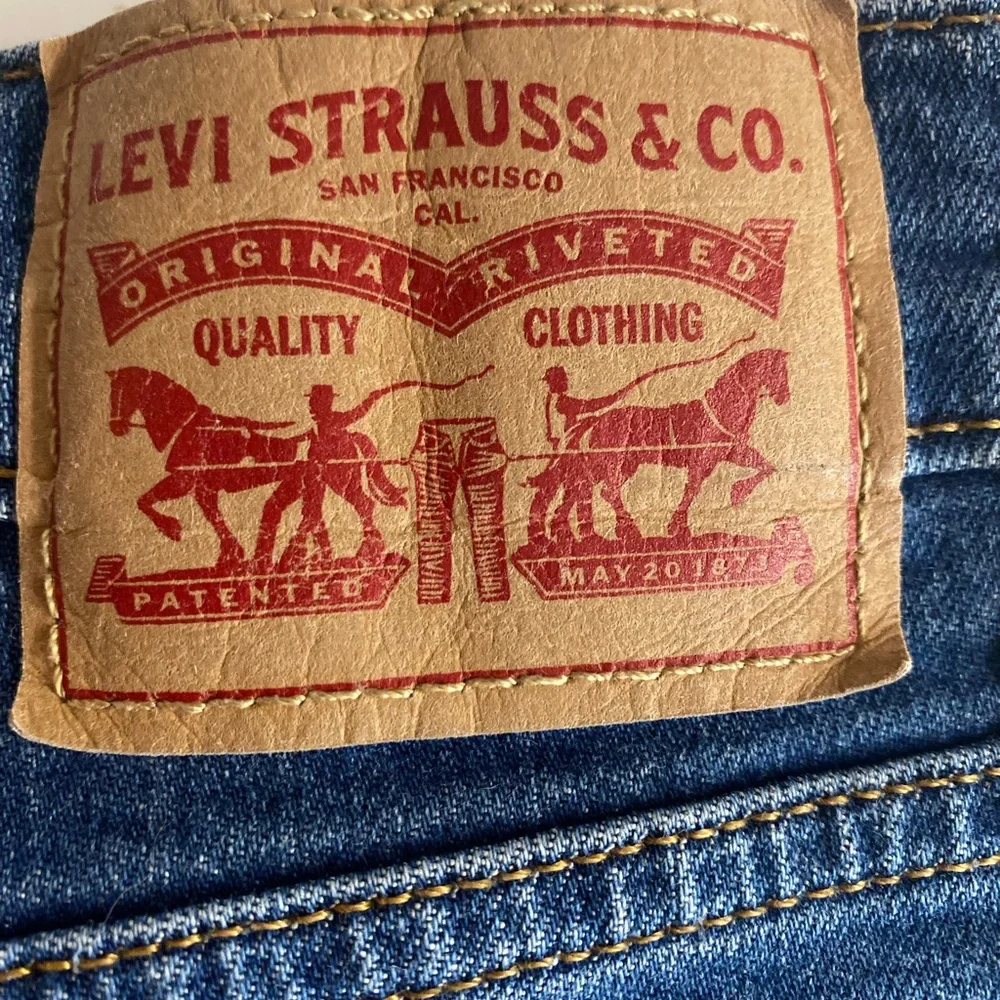 LEVI STRAUSS & CO.
SAN FRANCISCO
CAL.
ORIGINAL RIVETED
QUALITY CLOTHING
PATENTED
MAY 20 1873